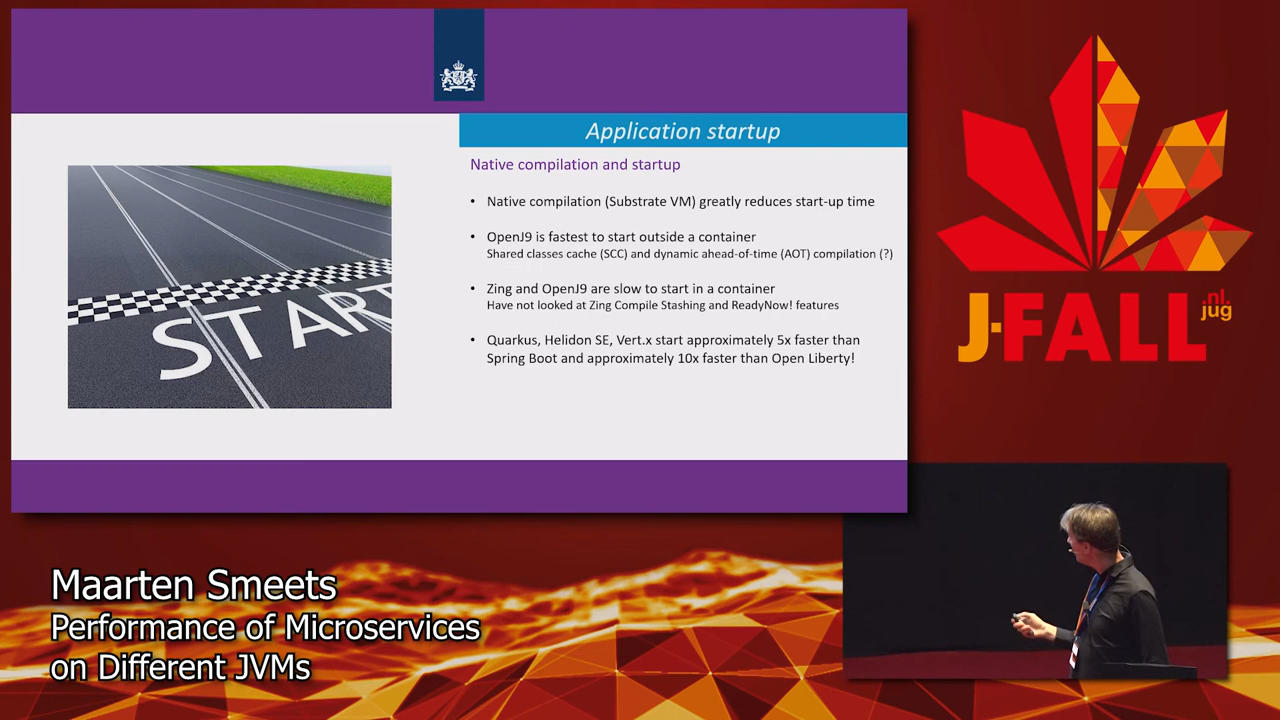 Application startup
Native compilation and startup
• Native compilation (Substrate VM) greatly reduces start-up time
• OpenJ9 is fastest to start outside a container
Shared classes cache (SCC) and dynamic ahead-of-time (AOT) compilation (?)
• Zing and OpenJ9 are slow to start in a container
Have not looked at Zing Compile Stashing and ReadyNow! features
• Quarkus, Helidon SE, Vert.x start approximately 5x faster than
Spring Boot and approximately 10x faster than Open Liberty!
START
J-FALL
.nl.
jug
Maarten Smeets
Performance of Microservices
on Different JVMs